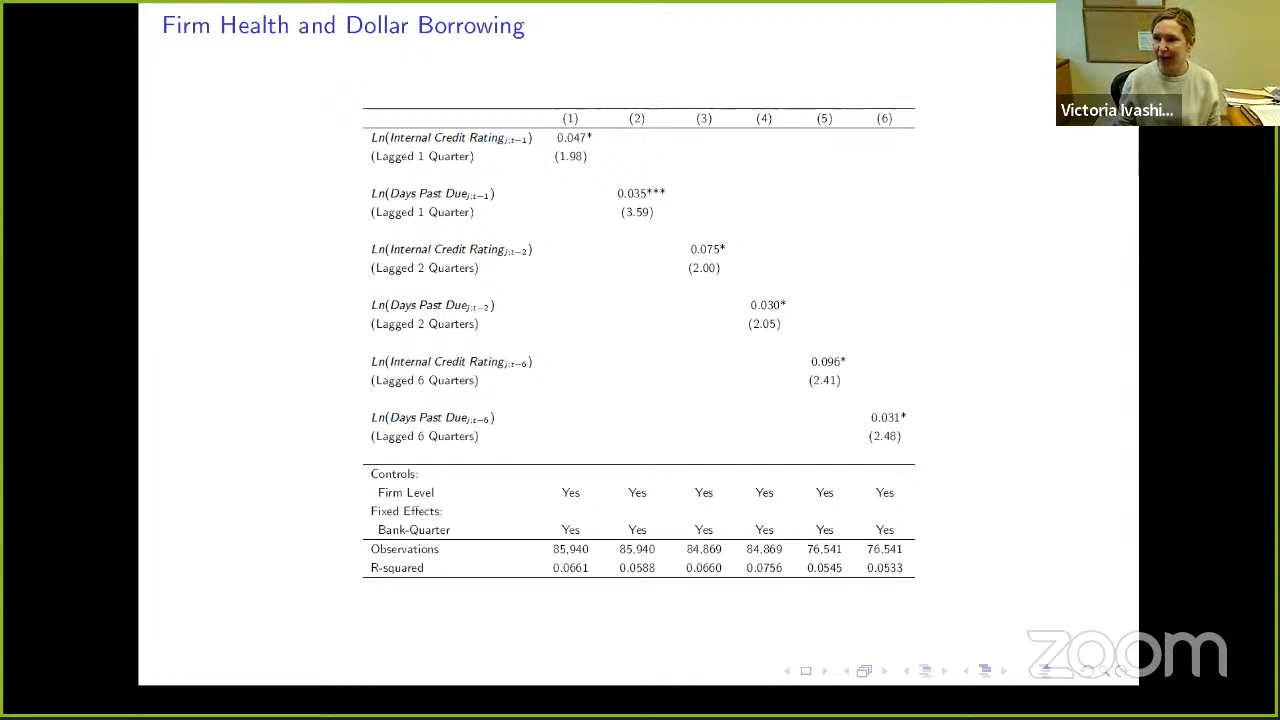 Firm Health and Dollar Borrowing
Victoria Ivashi...
(1) (2) (3) (4) (5) (6)
Ln(Internal Credit Rating j;t−1) 0.047*
(Lagged 1 Quarter) (1.98)
Ln(Days Past Due j;t−1) 0.035***
(Lagged 1 Quarter) (3.59)
Ln(Internal Credit Rating j;t−2) 0.075*
(Lagged 2 Quarters) (2.00)
Ln(Days Past Due j;t−2) 0.030*
(Lagged 2 Quarters) (2.05)
Ln(Internal Credit Rating j;t−6) 0.096*
(Lagged 6 Quarters) (2.41)
Ln(Days Past Due j;t−6) 0.031*
(Lagged 6 Quarters) (2.48)
Controls:
Firm Level Yes Yes Yes Yes Yes Yes
Fixed Effects:
Bank-Quarter Yes Yes Yes Yes Yes Yes
Observations 85,940 85,940 84,869 84,869 76,541 76,541
R-squared 0.0661 0.0588 0.0660 0.0756 0.0545 0.0533
zoom